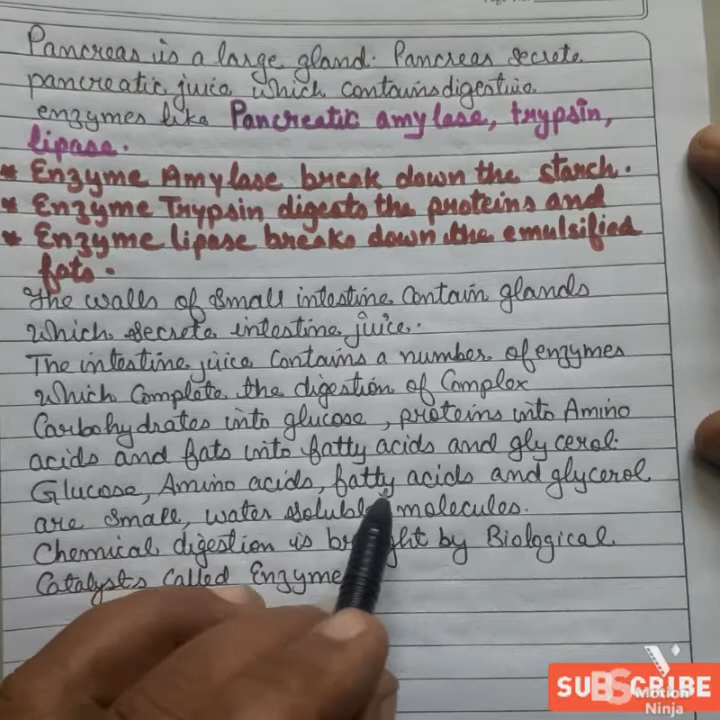 Pancreas is a large gland. Pancreas secrete
pancreatic juice which contains digestive
enzymes like Pancreatic amylase, trypsin,
lipase.
* Enzyme Amylase break down the starch.
* Enzyme Trypsin digests the proteins and
* Enzyme lipase breaks down the emulsified
fats.
The walls of small intestine contain glands
which secrete intestine juice.
The intestine juice contains a number of enzymes
which complete the digestion of complex
Carbohydrates into glucose, proteins into Amino
acids and fats into fatty acids and glycerol.
Glucose, Amino acids, fatty acids and glycerol
are small, water soluble molecules.
Chemical digestion is by Biological
Catalysts called Enzyme
SUBSCRIBE
Motion
Ninja